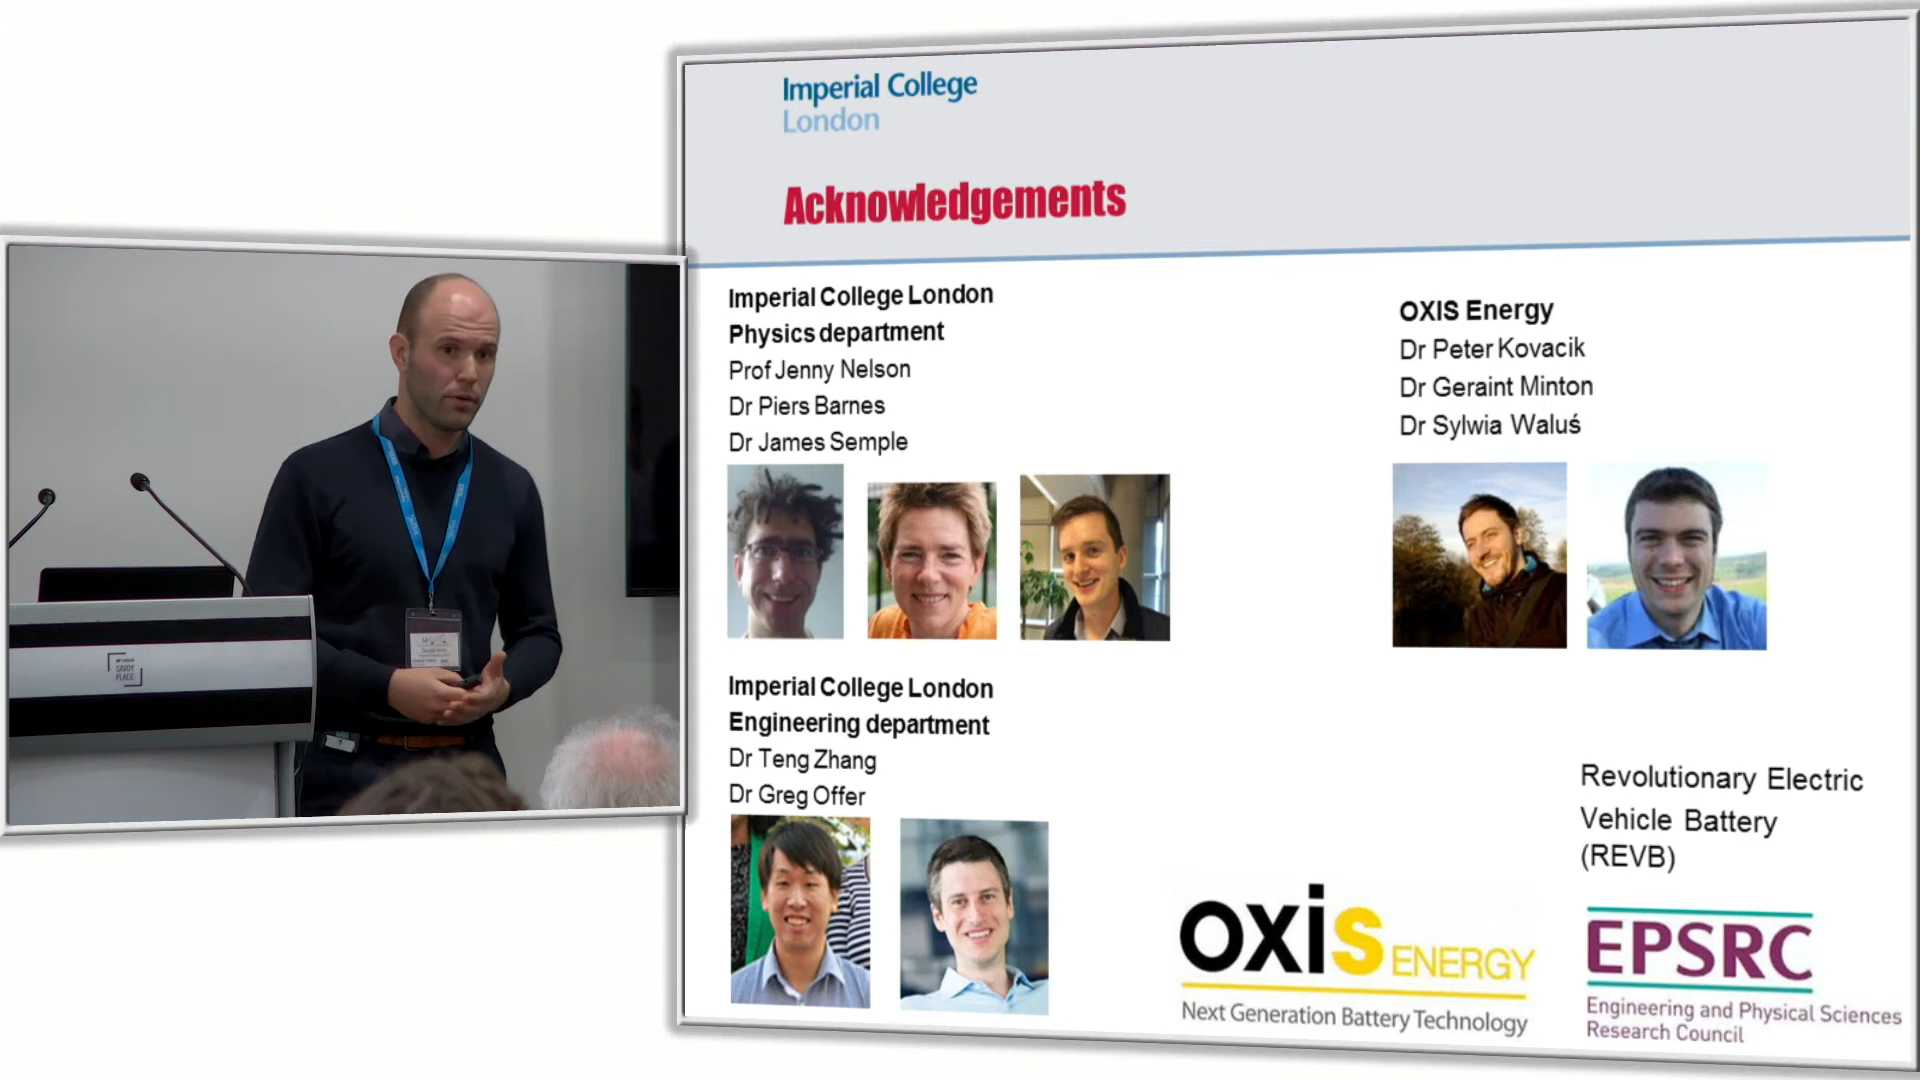 Imperial College
London
Acknowledgements
Imperial College London
Physics department
Prof Jenny Nelson
Dr Piers Barnes
Dr James Semple
OXIS Energy
Dr Peter Kovacik
Dr Geraint Minton
Dr Sylwia Waluś
Imperial College London
Engineering department
Dr Teng Zhang
Dr Greg Offer
Revolutionary Electric
Vehicle Battery
(REVB)
oxis ENERGY
Next Generation Battery Technology
EPSRC
Engineering and Physical Sciences
Research Council
SAVOY
PLACE